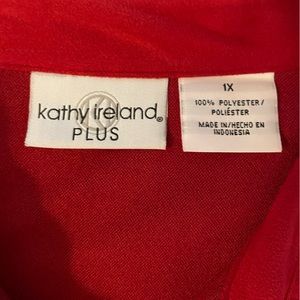 kathy ireland®
PLUS
1X
100% POLYESTER/
POLIÉSTER
MADE IN/HECHO EN
INDONESIA